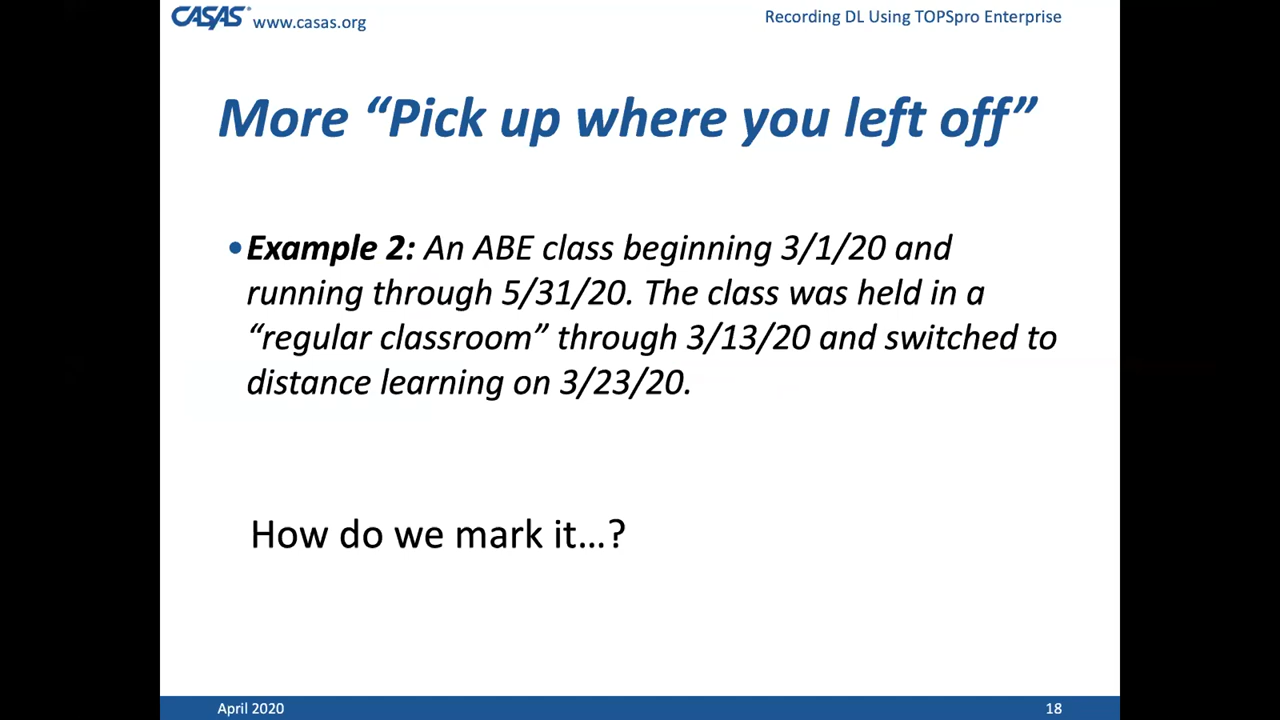 CASAS® www.casas.org
Recording DL Using TOPSpro Enterprise
More “Pick up where you left off”
•Example 2: An ABE class beginning 3/1/20 and
running through 5/31/20. The class was held in a
“regular classroom” through 3/13/20 and switched to
distance learning on 3/23/20.
How do we mark it...?
April 2020
18